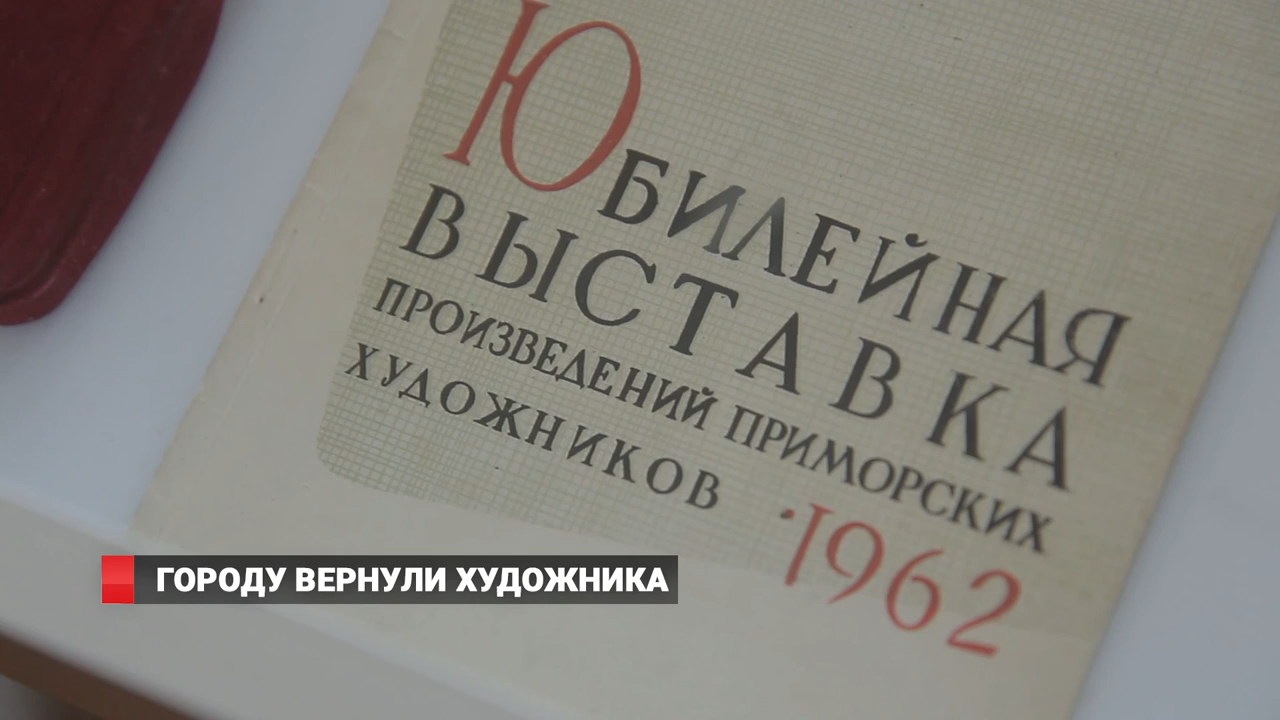 ЮБИЛЕЙНАЯ
ВЫСТАВКА
ПРОИЗВЕДЕНИЙ ПРИМОРСКИХ
ХУДОЖНИКОВ
·1962
ГОРОДУ ВЕРНУЛИ ХУДОЖНИКА